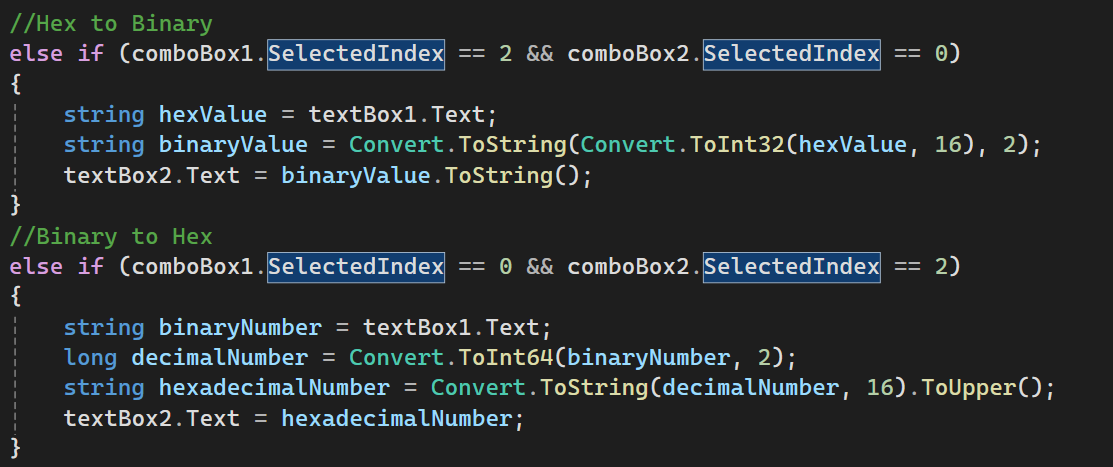 //Hex to Binary
else if (comboBox1.SelectedIndex == 2 && comboBox2.SelectedIndex == 0)
{
    string hexValue = textBox1.Text;
    string binaryValue = Convert.ToString(Convert.ToInt32(hexValue, 16), 2);
    textBox2.Text = binaryValue.ToString();
}
//Binary to Hex
else if (comboBox1.SelectedIndex == 0 && comboBox2.SelectedIndex == 2)
{
    string binaryNumber = textBox1.Text;
    long decimalNumber = Convert.ToInt64(binaryNumber, 2);
    string hexadecimalNumber = Convert.ToString(decimalNumber, 16).ToUpper();
    textBox2.Text = hexadecimalNumber;
}